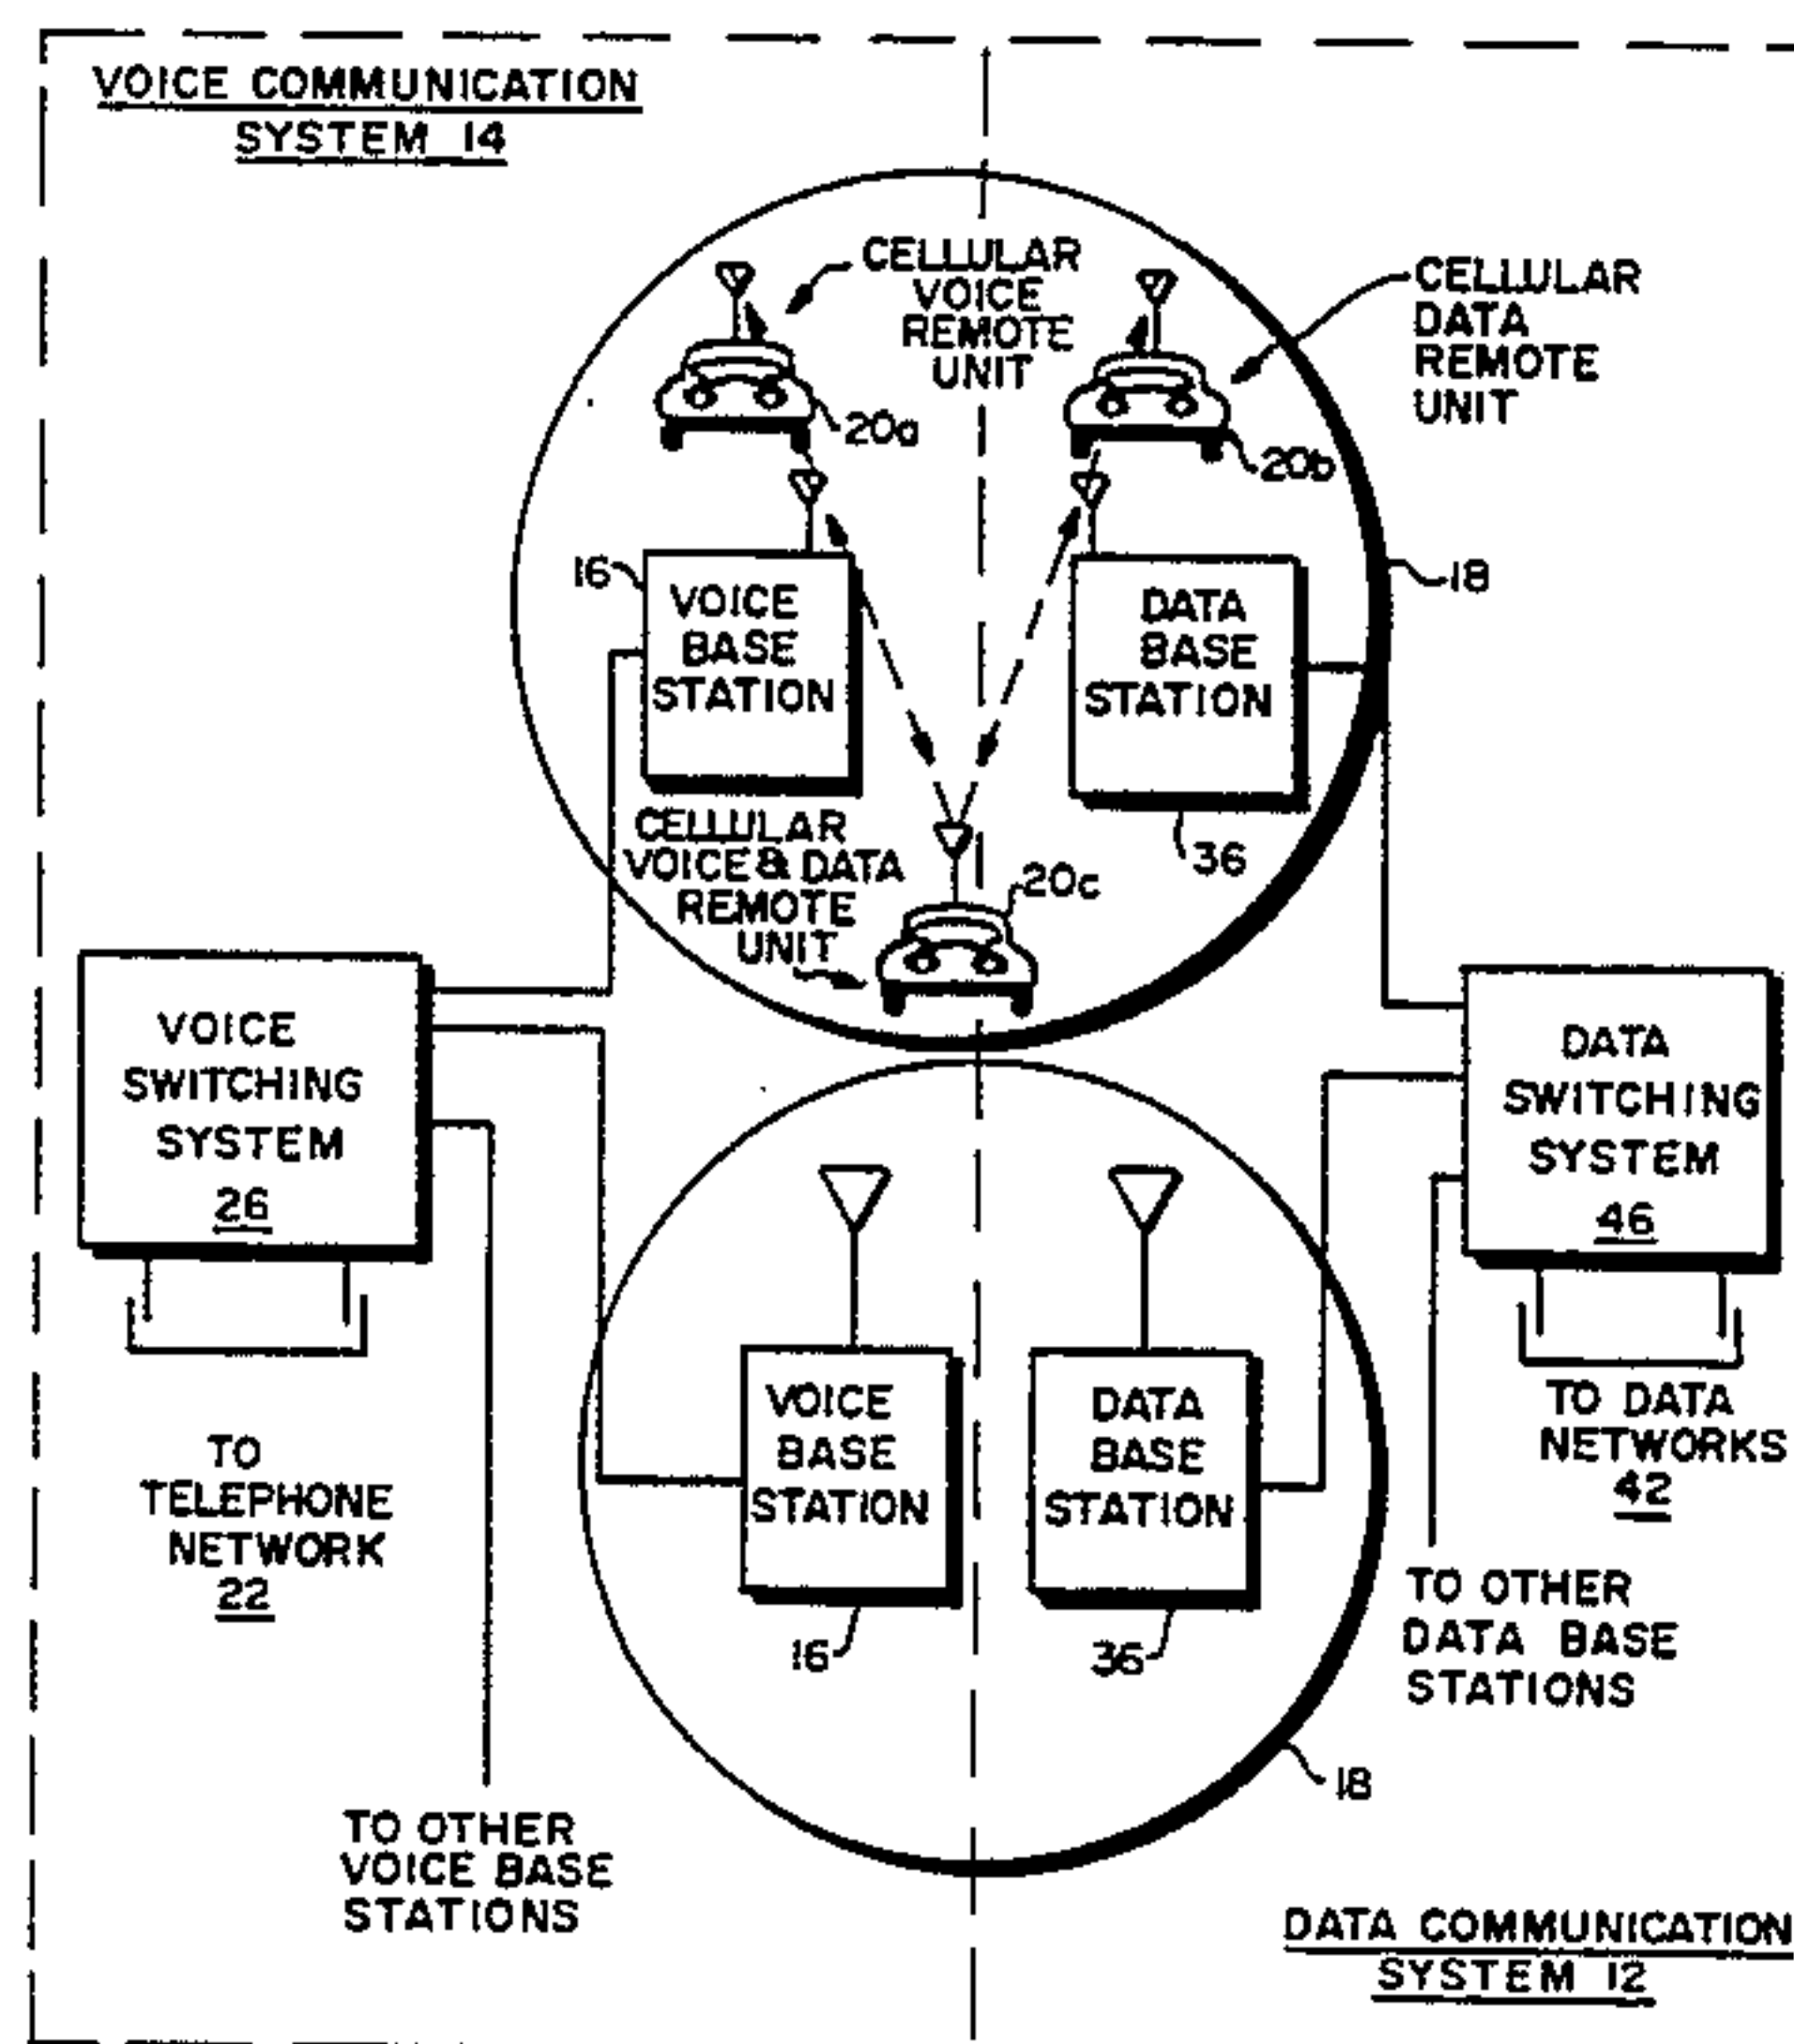 VOICE COMMUNICATION
SYSTEM 14
CELLULAR
VOICE
REMOTE
UNIT
CELLULAR
DATA
REMOTE
UNIT
20a
20b
16
VOICE
BASE
STATION
DATA
BASE
STATION
18
36
CELLULAR
VOICE & DATA
REMOTE
UNIT
20c
VOICE
SWITCHING
SYSTEM
26
DATA
SWITCHING
SYSTEM
46
TO
TELEPHONE
NETWORK
22
VOICE
BASE
STATION
16
DATA
BASE
STATION
36
TO DATA
NETWORKS
42
TO OTHER
DATA BASE
STATIONS
18
TO OTHER
VOICE BASE
STATIONS
DATA COMMUNICATION
SYSTEM 12